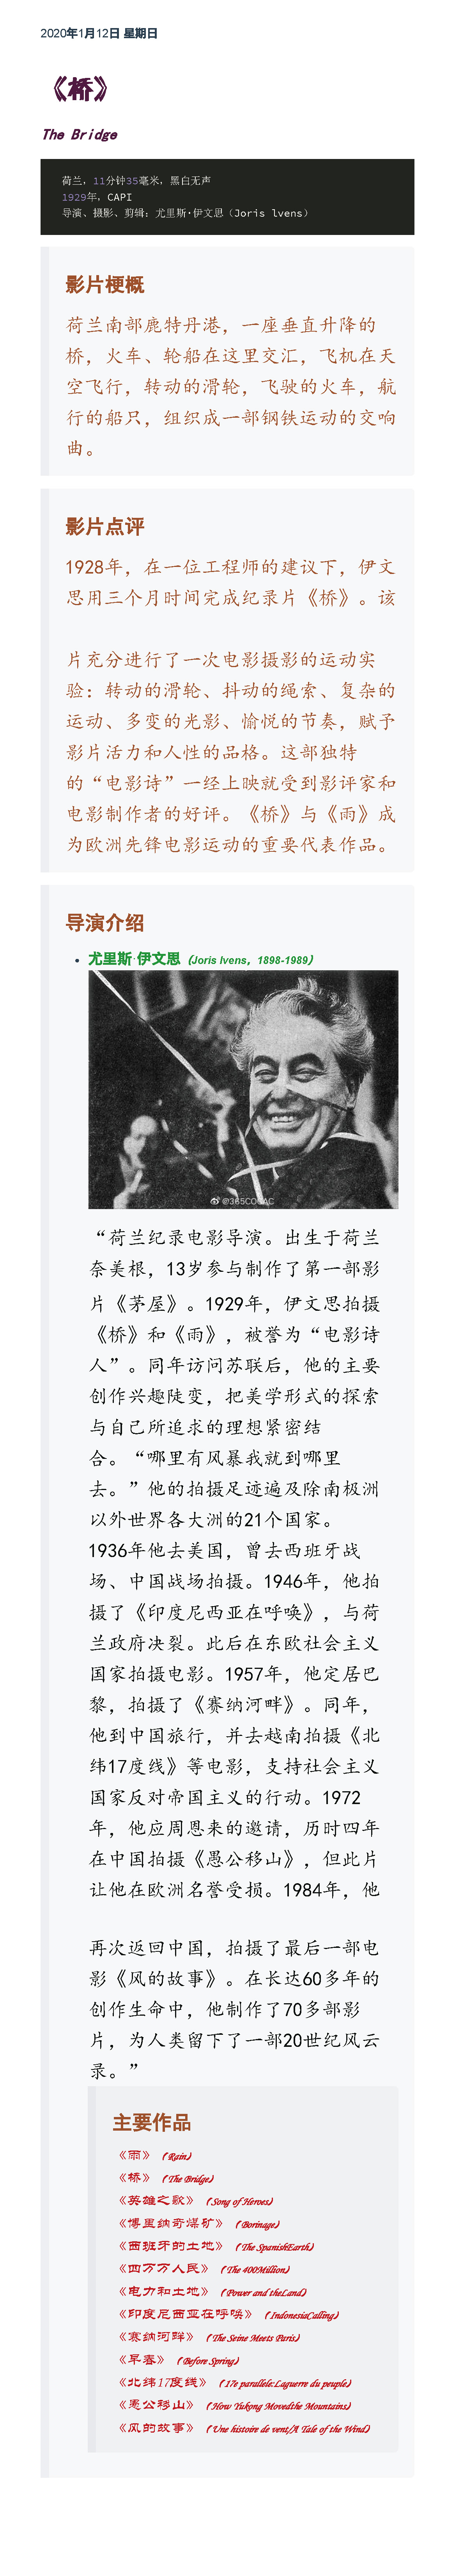 2020年1月12日 星期日
《桥》
The Bridge
荷兰，11分钟35毫米，黑白无声
1929年，CAPI
导演、摄影、剪辑：尤里斯·伊文思（Joris lvens）
影片梗概
荷兰南部鹿特丹港，一座垂直升降的
桥，火车、轮船在这里交汇，飞机在天
空飞行，转动的滑轮，飞驶的火车，航
行的船只，组织成一部钢铁运动的交响
曲。
影片点评
1928年，在一位工程师的建议下，伊文
思用三个月时间完成纪录片《桥》。该
片充分进行了一次电影摄影的运动实
验：转动的滑轮、抖动的绳索、复杂的
运动、多变的光影、愉悦的节奏，赋予
影片活力和人性的品格。这部独特
的“电影诗”一经上映就受到影评家和
电影制作者的好评。《桥》与《雨》成
为欧洲先锋电影运动的重要代表作品。
导演介绍
尤里斯·伊文思（Joris lvens，1898-1989）
@365COCAC
“荷兰纪录电影导演。出生于荷兰
奈美根，13岁参与制作了第一部影
片《茅屋》。1929年，伊文思拍摄
《桥》和《雨》，被誉为“电影诗
人”。同年访问苏联后，他的主要
创作兴趣陡变，把美学形式的探索
与自己所追求的理想紧密结
合。“哪里有风暴我就到哪里
去。”他的拍摄足迹遍及除南极洲
以外世界各大洲的21个国家。
1936年他去美国，曾去西班牙战
场、中国战场拍摄。1946年，他拍
摄了《印度尼西亚在呼唤》，与荷
兰政府决裂。此后在东欧社会主义
国家拍摄电影。1957年，他定居巴
黎，拍摄了《赛纳河畔》。同年，
他到中国旅行，并去越南拍摄《北
纬17度线》等电影，支持社会主义
国家反对帝国主义的行动。1972
年，他应周恩来的邀请，历时四年
在中国拍摄《愚公移山》，但此片
让他在欧洲名誉受损。1984年，他
再次返回中国，拍摄了最后一部电
影《风的故事》。在长达60多年的
创作生命中，他制作了70多部影
片，为人类留下了一部20世纪风云
录。”
主要作品
《雨》（Rain）
《桥》（The Bridge）
《英雄之歌》（Song of Heroes）
《博里纳奇煤矿》（Borinage）
《西班牙的土地》（The SpanishEarth）
《四万万人民》（The 400Million）
《电力和土地》（Power and theLand）
《印度尼西亚在呼唤》（IndonesiaCalling）
《塞纳河畔》（The Seine Meets Paris）
《早春》（Before Spring）
《北纬17度线》（17e parallele:Laguerre du peuple）
《愚公移山》（How Yukong Movedthe Mountains）
《风的故事》（Une histoire de vent/A Tale of the Wind）